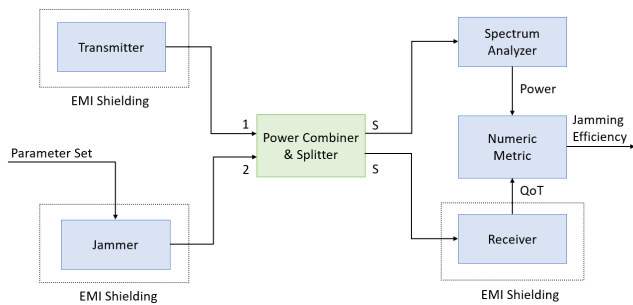 Transmitter
EMI Shielding
Spectrum
Analyzer
Power
Numeric
Metric
Jamming
Efficiency
1
Power Combiner
& Splitter
S
2
S
Parameter Set
Jammer
EMI Shielding
QoT
Receiver
EMI Shielding